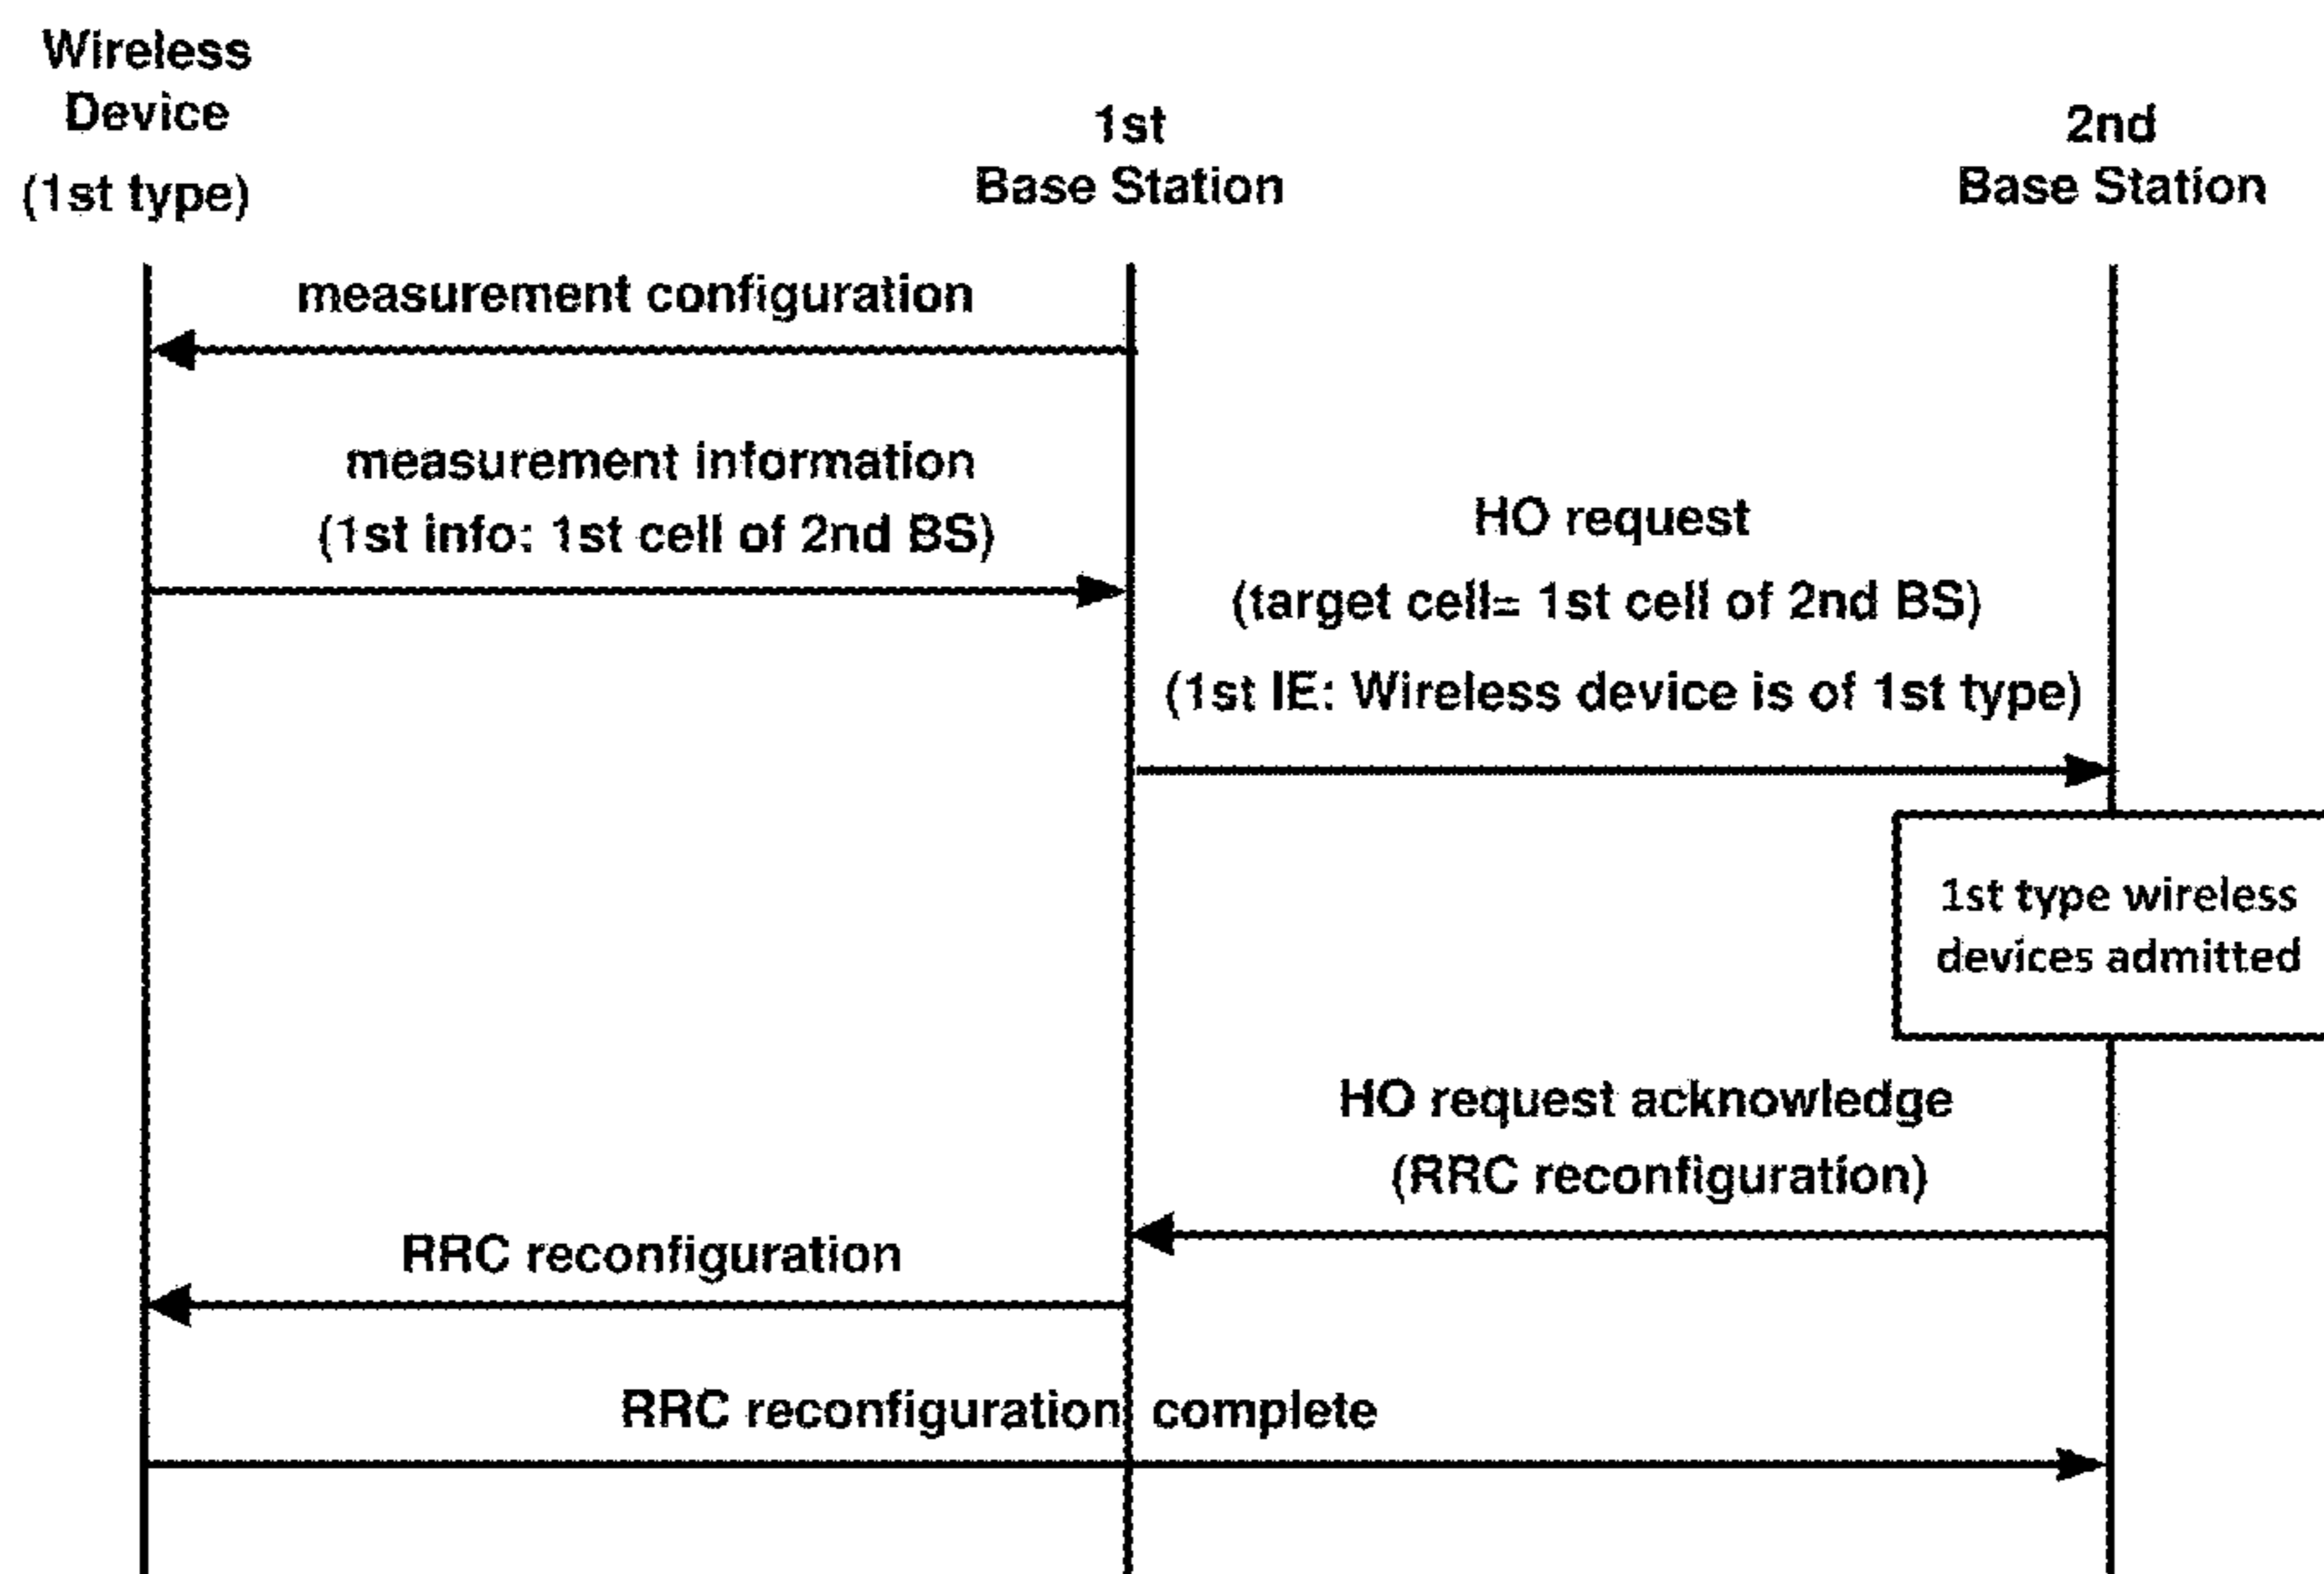 Wireless
Device
(1st type)
1st
Base Station
2nd
Base Station
measurement configuration
measurement information
(1st info: 1st cell of 2nd BS)
HO request
(target cell= 1st cell of 2nd BS)
(1st IE: Wireless device is of 1st type)
1st type wireless
devices admitted
HO request acknowledge
(RRC reconfiguration)
RRC reconfiguration
RRC reconfiguration complete